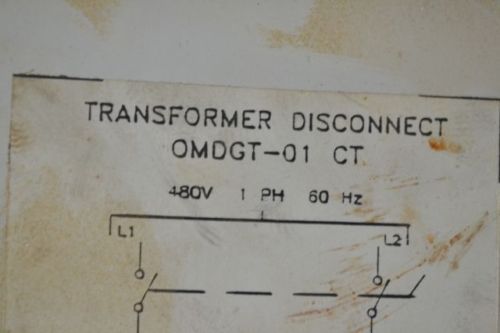 TRANSFORMER DISCONNECT
OMDGT-01 CT
480V 1 PH 60 Hz
L1 L2